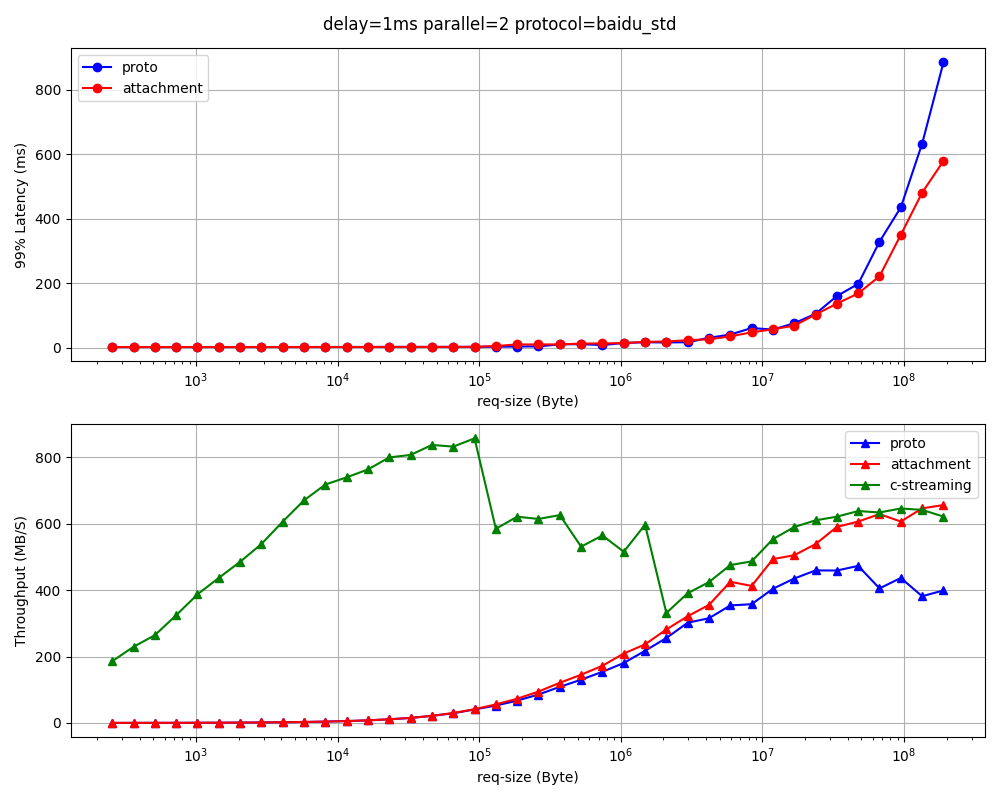 delay=1ms parallel=2 protocol=baidu_std
proto
attachment
99% Latency (ms)
800
600
400
200
0
10³
10⁴
10⁵
10⁶
10⁷
10⁸
req-size (Byte)
proto
attachment
c-streaming
Throughput (MB/S)
800
600
400
200
0
10³
10⁴
10⁵
10⁶
10⁷
10⁸
req-size (Byte)